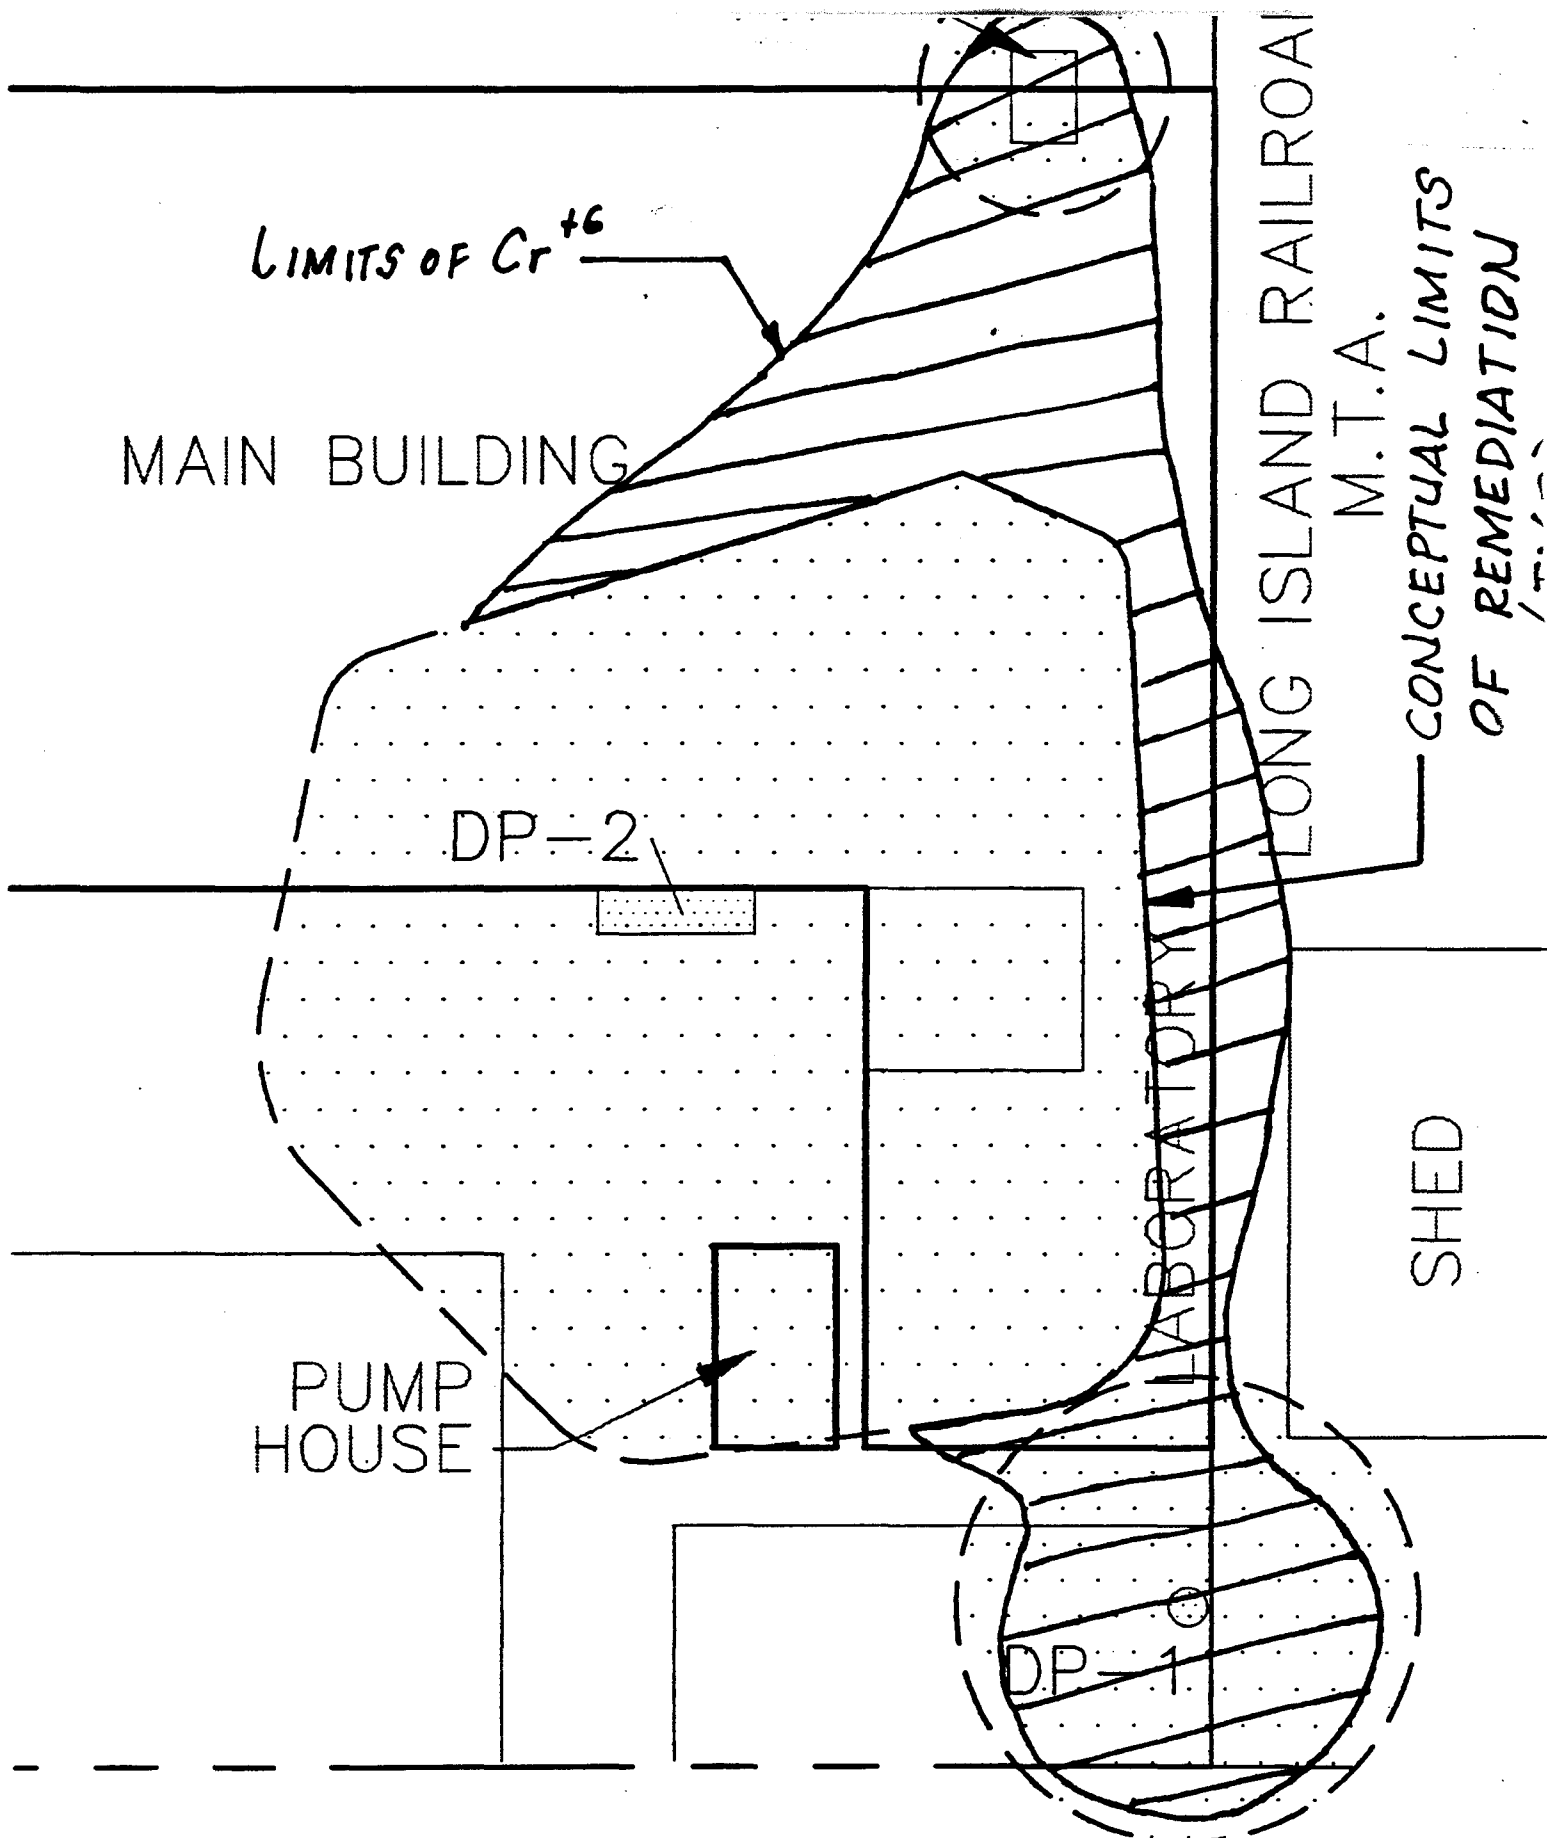 LIMITS OF Cr+6
MAIN BUILDING
LONG ISLAND
M.T.A.
CONCEPTUAL LIMITS
OF REMEDIATION
DP-2
LABORATORY
SHED
PUMP
HOUSE
DP-1